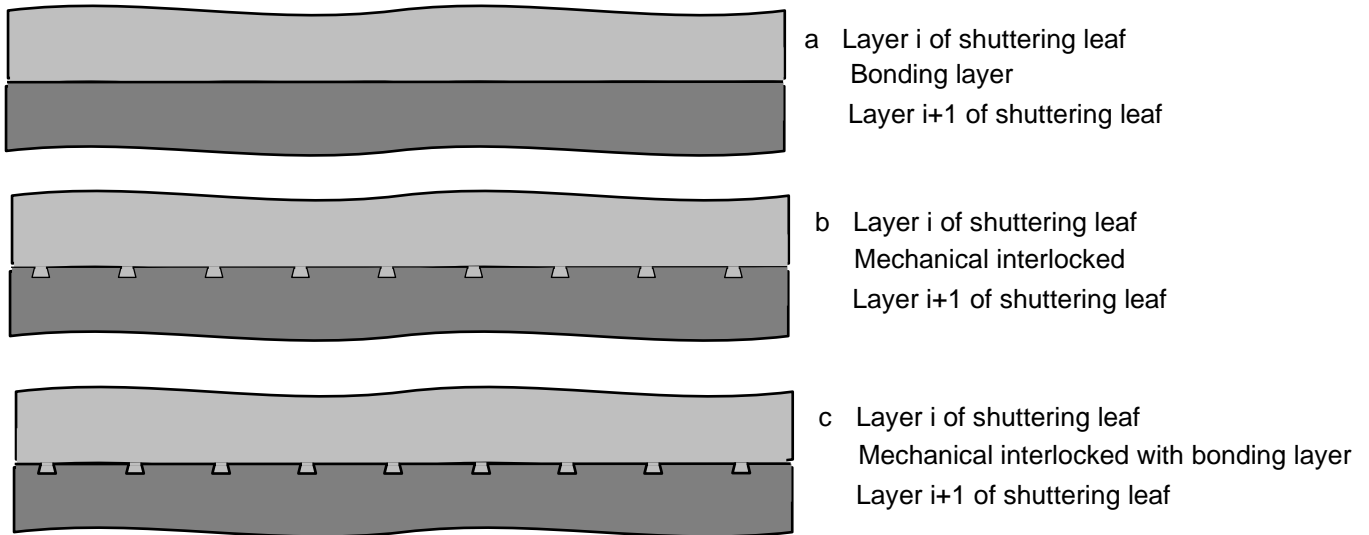 a Layer i of shuttering leaf
Bonding layer
Layer i+1 of shuttering leaf
b Layer i of shuttering leaf
Mechanical interlocked
Layer i+1 of shuttering leaf
c Layer i of shuttering leaf
Mechanical interlocked with bonding layer
Layer i+1 of shuttering leaf